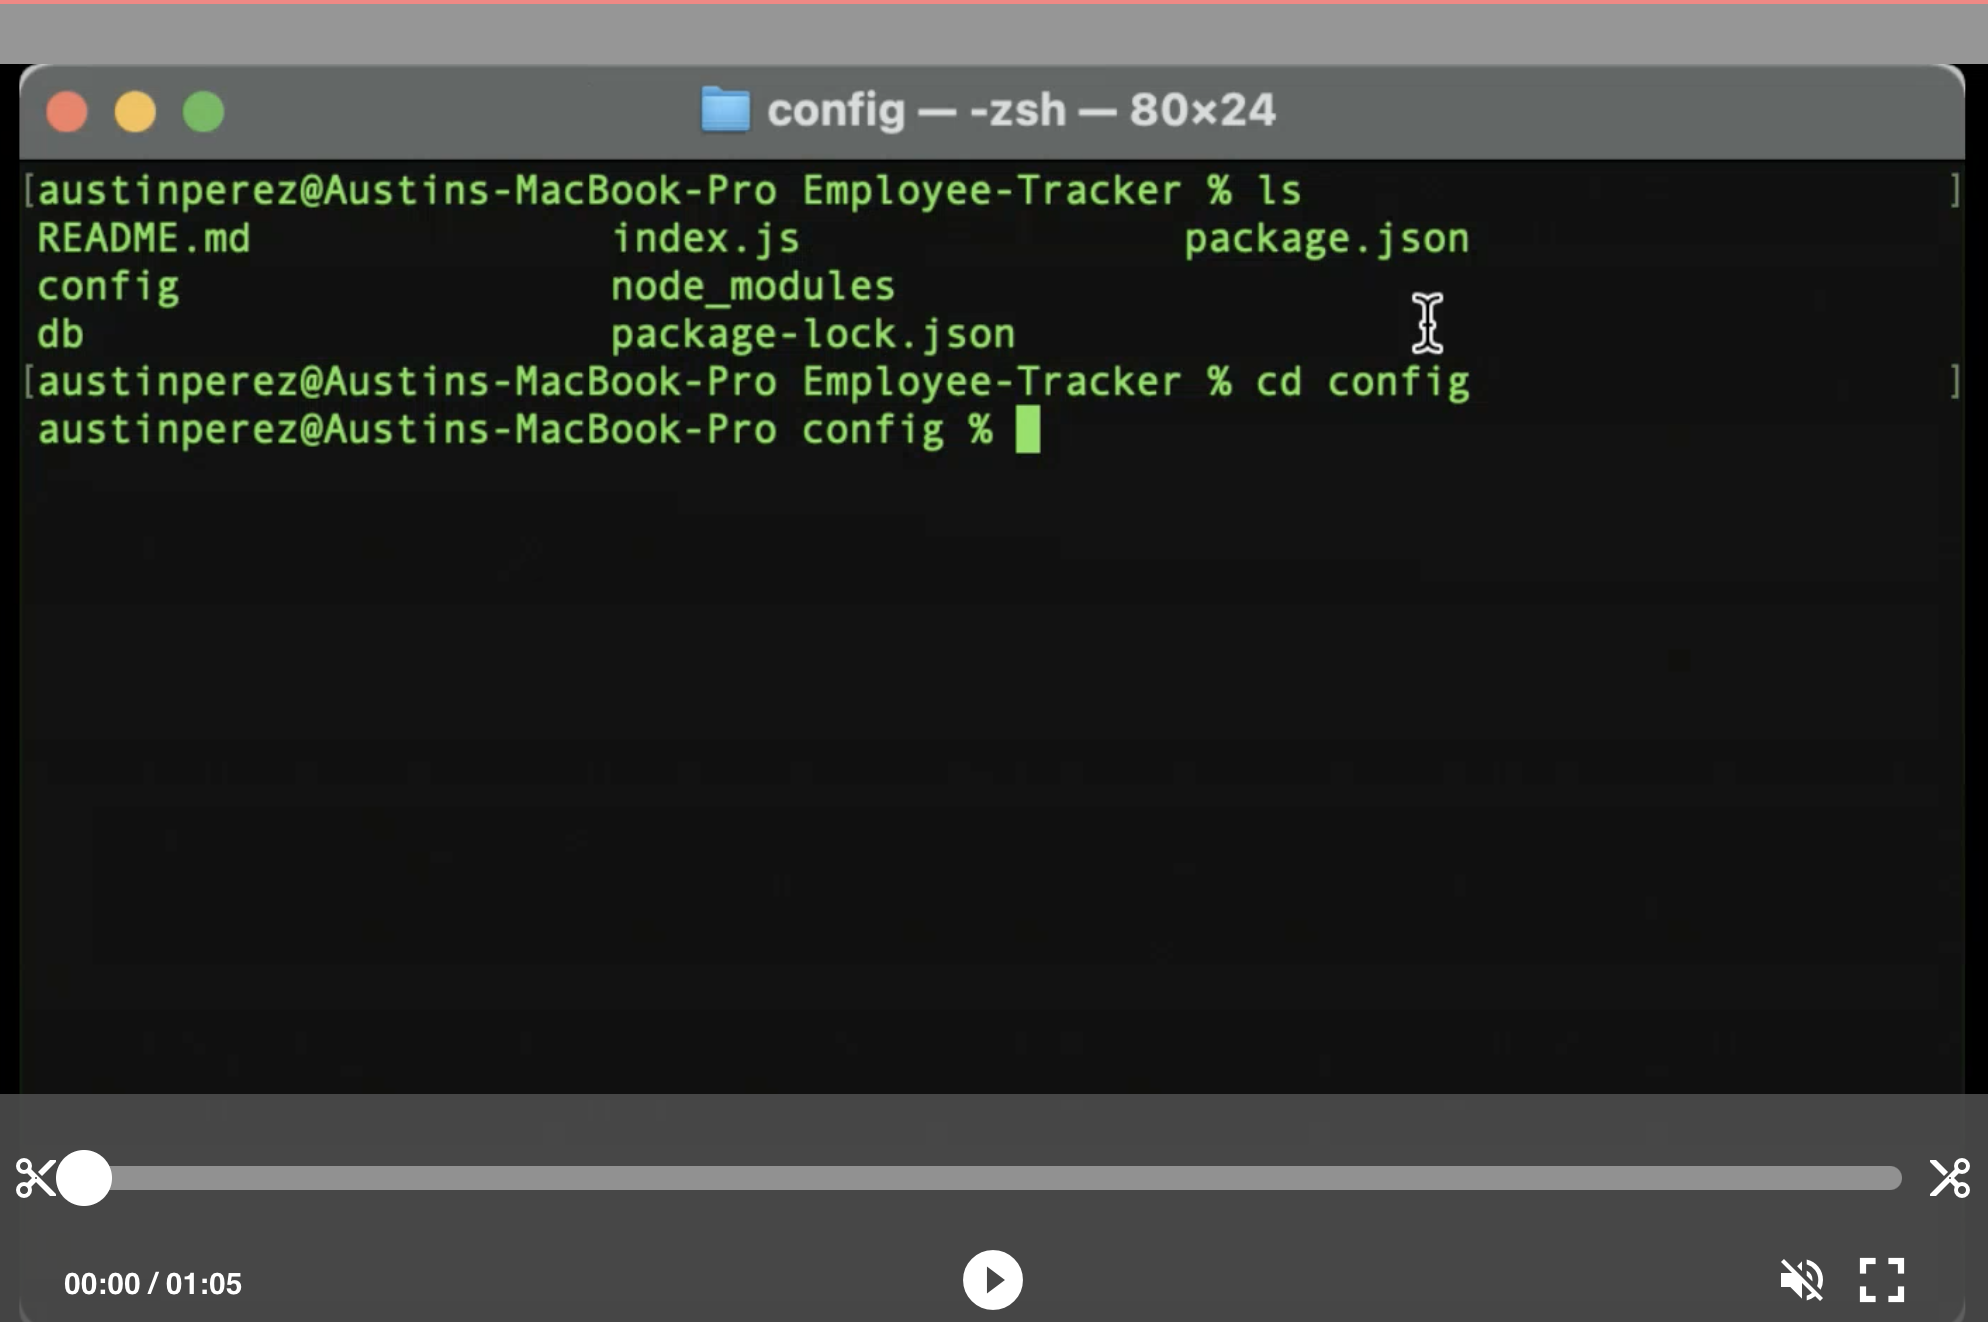 config — -zsh — 80×24
[austinperez@Austins-MacBook-Pro Employee-Tracker % ls ]
README.md index.js package.json
config node_modules
db package-lock.json
[austinperez@Austins-MacBook-Pro Employee-Tracker % cd config ]
austinperez@Austins-MacBook-Pro config %
00:00 / 01:05